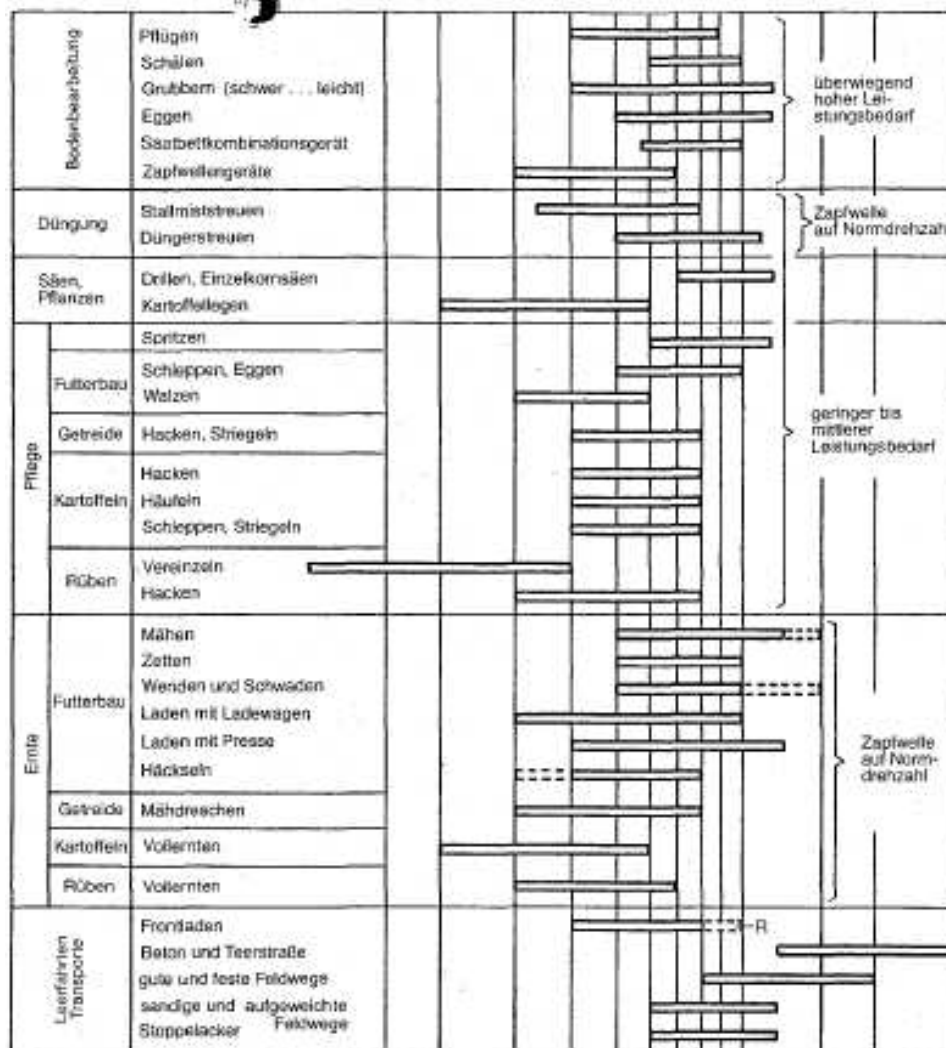 Bodenbearbeitung
Pflügen
Schälen
Grubbern (schwer ... leicht)
Eggen
Saatbettkombinationsgerät
Zapfwellengeräte
überwiegend
hoher Lei-
stungsbedarf
Düngung
Stallmiststreuen
Düngerstreuen
Zapfwelle
auf Normdrehzah
Säen,
Pflanzen
Drillen, Einzelkornsäen
Kartoffellegen
Pflege
Spritzen
Futterbau
Schleppen, Eggen
Walzen
geringer bis
mittlerer
Leistungsbedarf
Getreide
Hacken, Striegeln
Kartoffeln
Hacken
Häufeln
Schleppen, Striegeln
Rüben
Vereinzeln
Hacken
Ernte
Futterbau
Mähen
Zetten
Wenden und Schwaden
Laden mit Ladewagen
Laden mit Presse
Häckseln
Zapfwelle
auf Norm-
drehzahl
Getreide
Mähdreschen
Kartoffeln
Vollernten
Rüben
Vollernten
Leerfahrten
Transporte
Frontladen
R
Beton und Teerstraße
gute und feste Feldwege
sandige und aufgeweichte
Feldwege
Stoppelacker